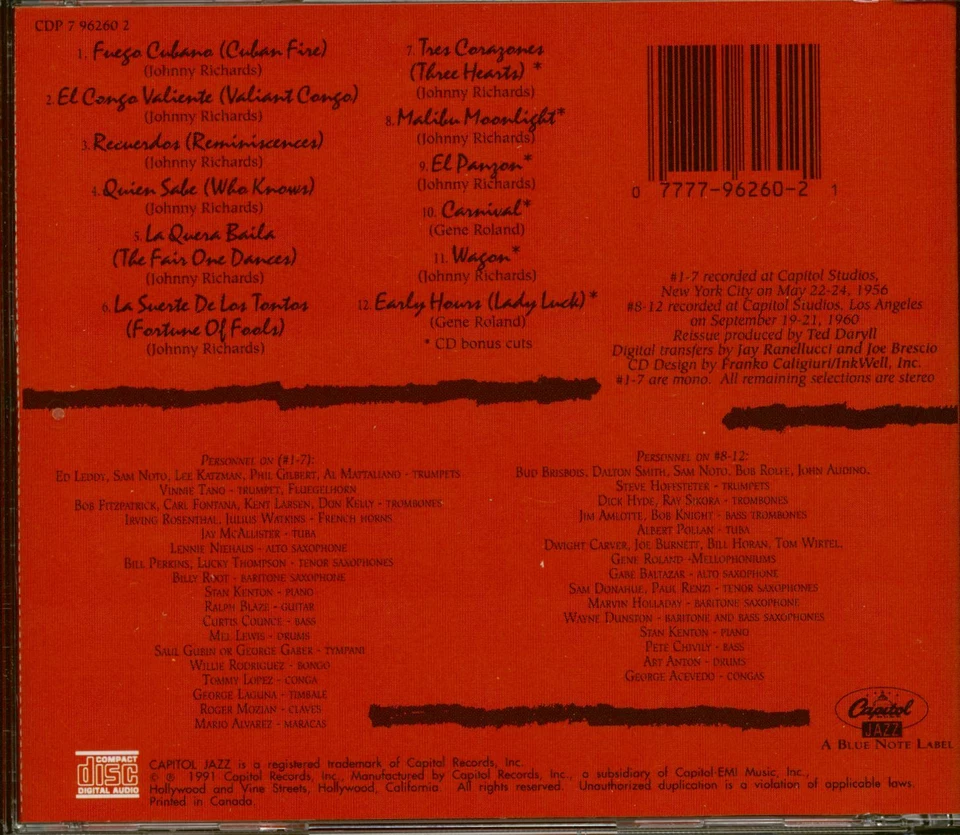 CDP 7 96260 2
1. Fuego Cubano (Cuban Fire)
(Johnny Richards)
2. El Congo Valiente (Valiant Congo)
(Johnny Richards)
3. Recuerdos (Reminiscences)
(Johnny Richards)
4. Quien Sabe (Who Knows)
(Johnny Richards)
5. La Quera Baila
(The Fair One Dances)
(Johnny Richards)
6. La Suerte De Los Tontos
(Fortune Of Fools)
(Johnny Richards)
7. Tres Corazones
(Three Hearts) *
(Johnny Richards)
8. Malibu Moonlight*
(Johnny Richards)
9. El Panzon*
(Johnny Richards)
10. Carnival*
(Gene Roland)
11. Wagon*
(Johnny Richards)
12. Early Hours (Lady Luck)*
(Gene Roland)
* CD bonus cuts
0 7777-96260-2 1
#1-7 recorded at Capitol Studios,
New York City on May 22-24, 1956
#8-12 recorded at Capitol Studios, Los Angeles
on September 19-21, 1960
Reissue produced by Ted Daryll
Digital transfers by Jay Ranellucci and Joe Brescio
CD Design by Franko Caligiuri/InkWell, Inc.
#1-7 are mono. All remaining selections are stereo
Personnel on (#1-7):
Ed Leddy, Sam Noto, Lee Katzman, Phil Gilbert, Al Mattaliano - trumpets
Vinnie Tano - trumpet, Fluegelhorn
Bob Fitzpatrick, Carl Fontana, Kent Larsen, Don Kelly - trombones
Irving Rosenthal, Julius Watkins - French horns
Jay McAllister - tuba
Lennie Niehaus - alto saxophone
Bill Perkins, Lucky Thompson - tenor saxophones
Billy Root - baritone saxophone
Stan Kenton - piano
Ralph Blaze - guitar
Curtis Counce - bass
Mel Lewis - drums
Saul Gubin or George Gaber - tympani
Willie Rodriguez - bongo
Tommy Lopez - conga
George Laguna - timbale
Roger Mozian - claves
Mario Alvarez - maracas
Personnel on #8-12:
Bud Brisbois, Dalton Smith, Sam Noto, Bob Rolfe, John Audino,
Steve Hoffsteter - trumpets
Dick Hyde, Ray Sikora - trombones
Jim Amlotte, Bob Knight - bass trombones
Albert Pollan - tuba
Dwight Carver, Joe Burnett, Bill Horan, Tom Wirtel,
Gene Roland -Mellophoniums
Gabe Baltazar - alto saxophone
Sam Donahue, Paul Renzi - tenor saxophones
Marvin Holladay - baritone saxophone
Wayne Dunston - baritone and bass saxophones
Stan Kenton - piano
Pete Chivily - bass
Art Anton - drums
George Acevedo - congas
Capitol
JAZZ
A Blue Note Label
COMPACT
disc
DIGITAL AUDIO
CAPITOL JAZZ is a registered trademark of Capitol Records, Inc.
© ℗ 1991 Capitol Records, Inc., Manufactured by Capitol Records, Inc., a subsidiary of Capitol-EMI Music, Inc.,
Hollywood and Vine Streets, Hollywood, California. All rights reserved. Unauthorized duplication is a violation of applicable laws.
Printed in Canada